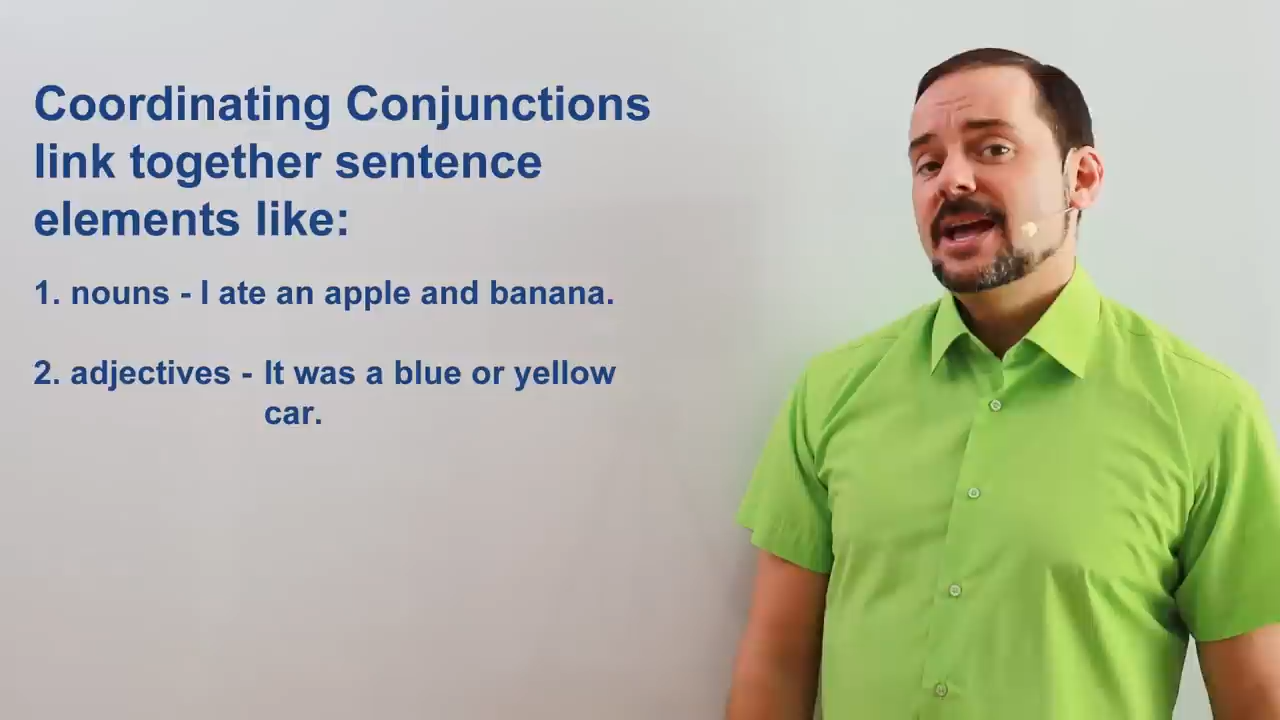 Coordinating Conjunctions
link together sentence
elements like:
1. nouns - I ate an apple and banana.
2. adjectives - It was a blue or yellow
car.